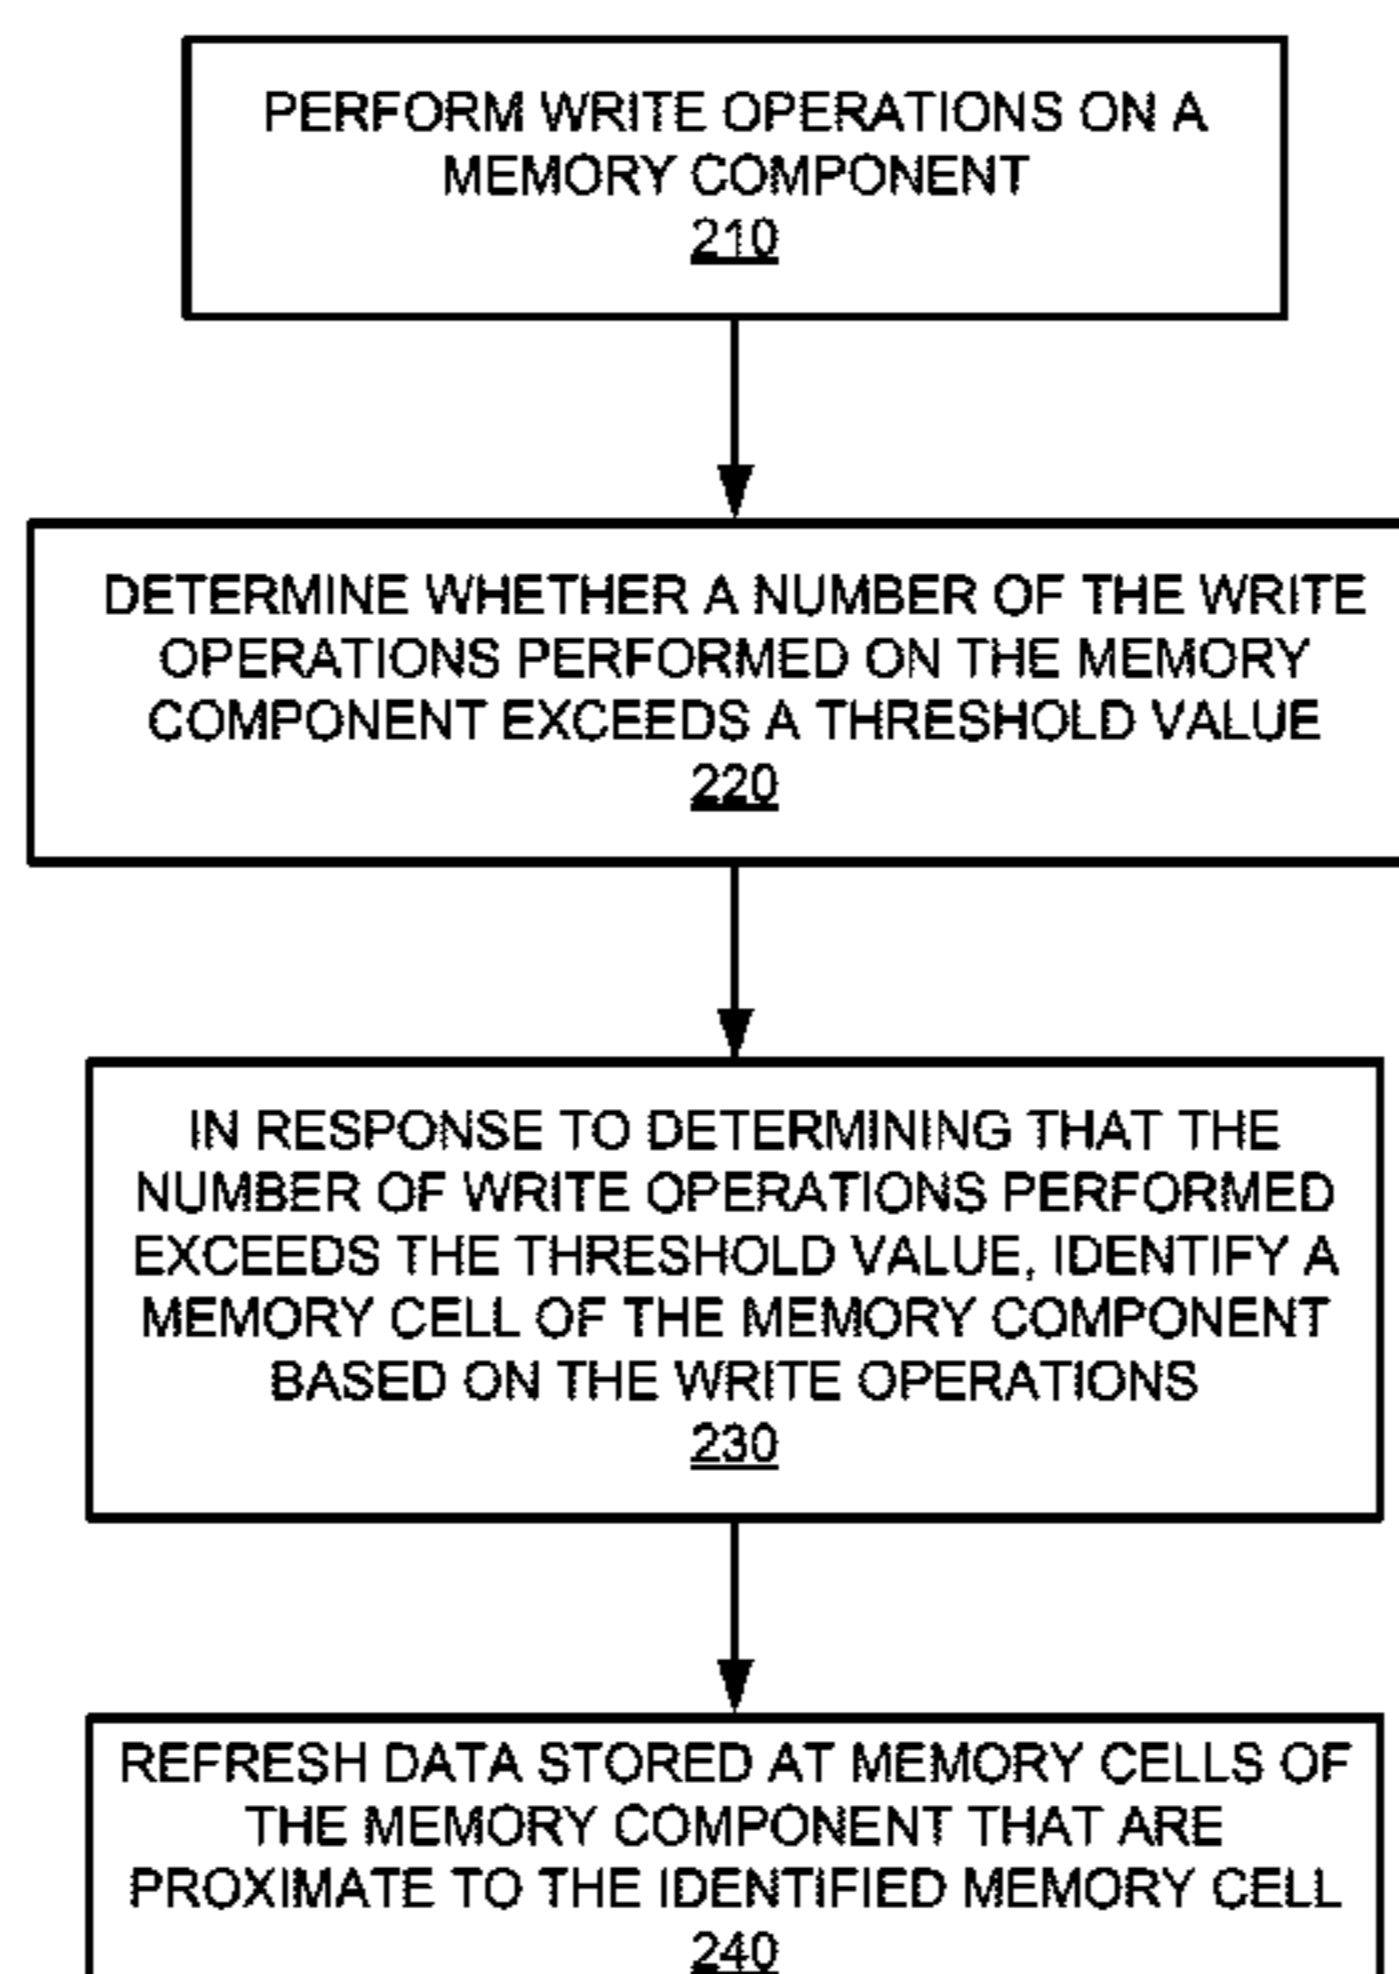 PERFORM WRITE OPERATIONS ON A
MEMORY COMPONENT
210
DETERMINE WHETHER A NUMBER OF THE WRITE
OPERATIONS PERFORMED ON THE MEMORY
COMPONENT EXCEEDS A THRESHOLD VALUE
220
IN RESPONSE TO DETERMINING THAT THE
NUMBER OF WRITE OPERATIONS PERFORMED
EXCEEDS THE THRESHOLD VALUE, IDENTIFY A
MEMORY CELL OF THE MEMORY COMPONENT
BASED ON THE WRITE OPERATIONS
230
REFRESH DATA STORED AT MEMORY CELLS OF
THE MEMORY COMPONENT THAT ARE
PROXIMATE TO THE IDENTIFIED MEMORY CELL
240